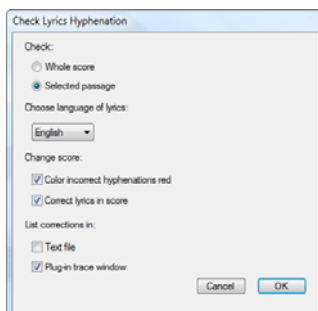 Check Lyrics Hyphenation
Check:
Whole score
Selected passage
Choose language of lyrics:
English
Change score:
Color incorrect hyphenations red
Correct lyrics in score
List corrections in:
Text file
Plug-in trace window
Cancel OK